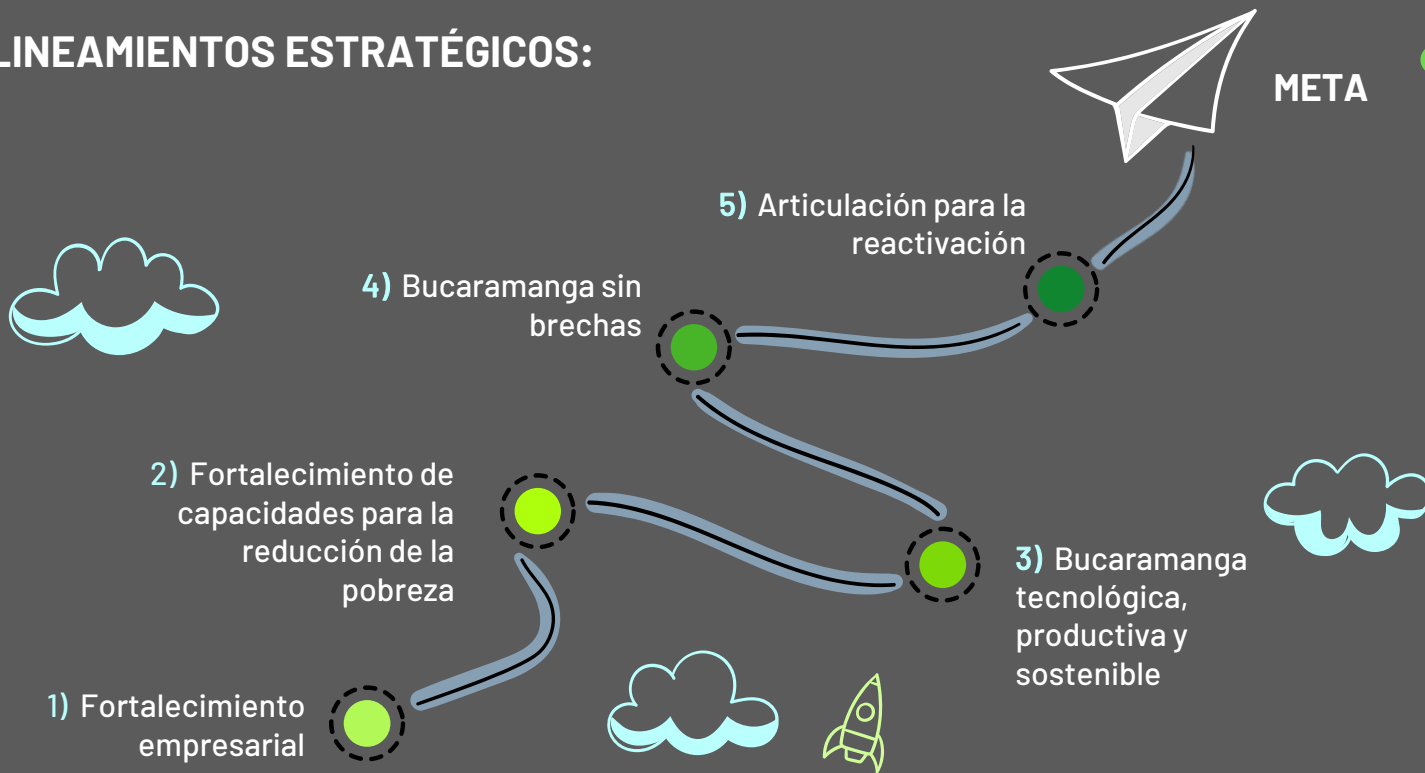 LINEAMIENTOS ESTRATÉGICOS:
META
5) Articulación para la
reactivación
4) Bucaramanga sin
brechas
2) Fortalecimiento de
capacidades para la
reducción de la
pobreza
3) Bucaramanga
tecnológica,
productiva y
sostenible
1) Fortalecimiento
empresarial